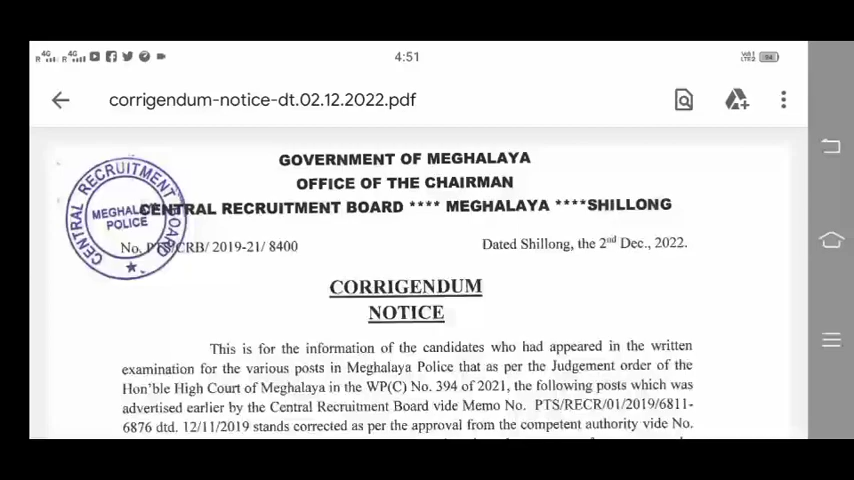 4:51
corrigendum-notice-dt.02.12.2022.pdf
GOVERNMENT OF MEGHALAYA
OFFICE OF THE CHAIRMAN
CENTRAL RECRUITMENT BOARD **** MEGHALAYA ****SHILLONG
CENTRAL RECRUITMENT BOARD
MEGHALAYA
POLICE
No. PTS/CRB/ 2019-21/ 8400
Dated Shillong, the 2nd Dec., 2022.
CORRIGENDUM
NOTICE
This is for the information of the candidates who had appeared in the written
examination for the various posts in Meghalaya Police that as per the Judgement order of the
Hon'ble High Court of Meghalaya in the WP(C) No. 394 of 2021, the following posts which was
advertised earlier by the Central Recruitment Board vide Memo No. PTS/RECR/01/2019/6811-
6876 dtd. 12/11/2019 stands corrected as per the approval from the competent authority vide No.